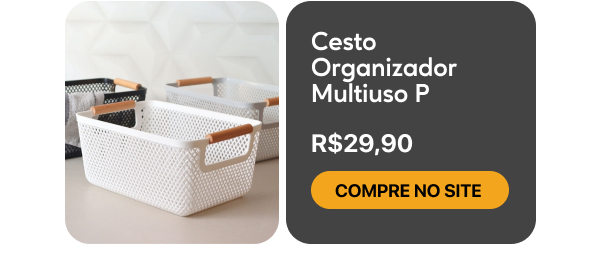 Cesto
Organizador
Multiuso P
R$29,90
COMPRE NO SITE